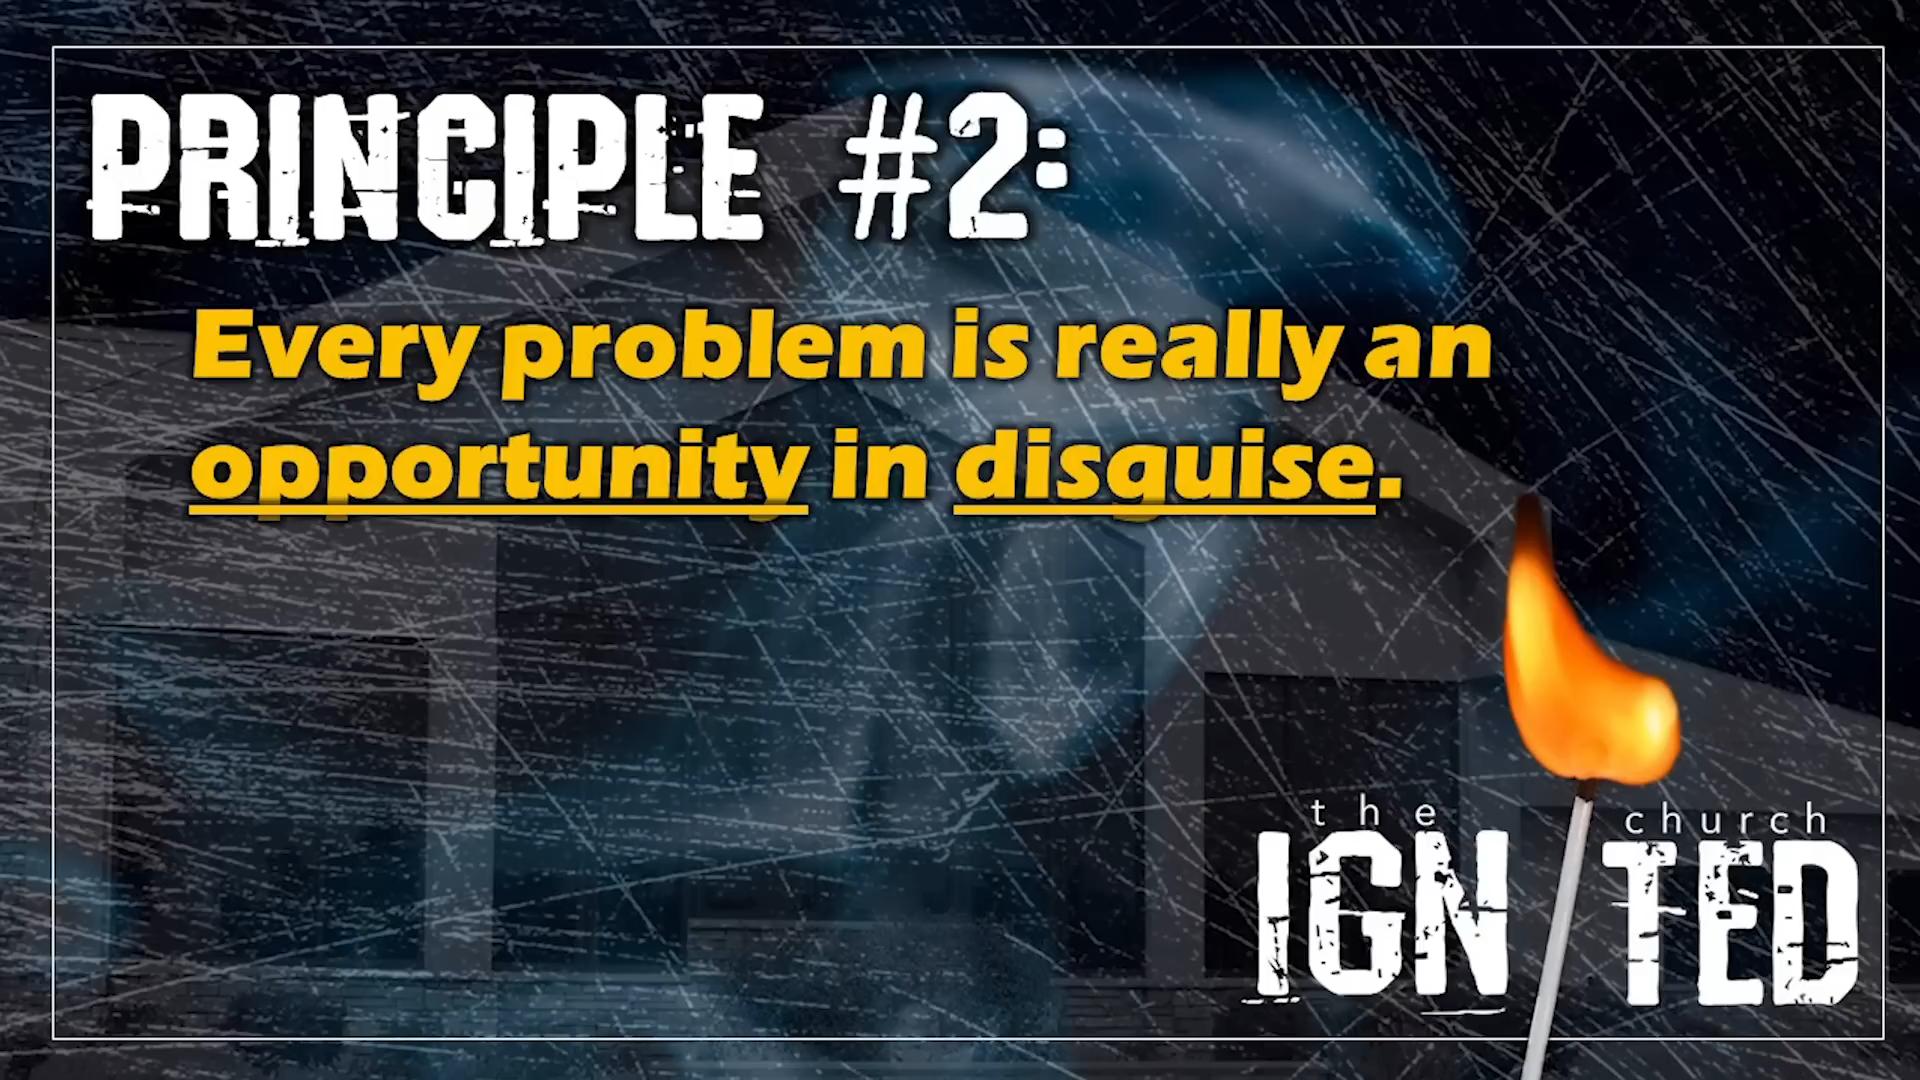 PRINCIPLE #2:
Every problem is really an
opportunity in disguise.
the church
IGNITED